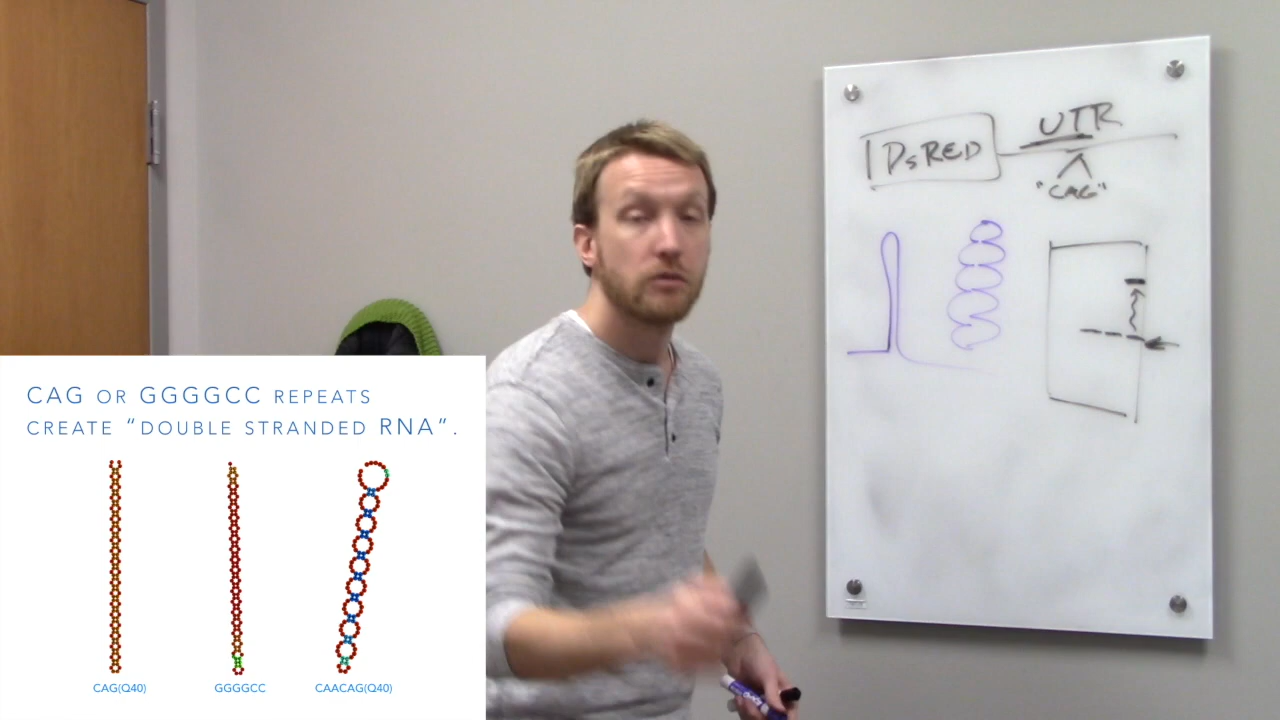 UTR
DsRED
"CAG"
CAG OR GGGGCC REPEATS
CREATE “DOUBLE STRANDED RNA”.
CAG(Q40)
GGGGCC
CAACAG(Q40)